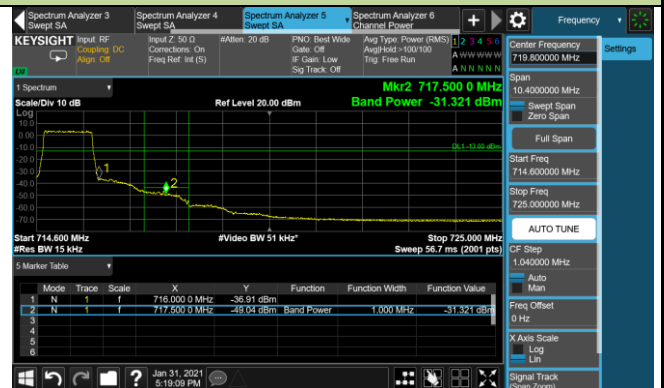 Spectrum Analyzer 3
Swept SA
Spectrum Analyzer 4
Swept SA
Spectrum Analyzer 5
Swept SA
Spectrum Analyzer 6
Channel Power
+
Frequency
KEYSIGHT
Input: RF
Coupling: DC
Align: Off
Input Z: 50 Ω
Corrections: On
Freq Ref: Int (S)
#Atten: 20 dB
PNO: Best Wide
Gate: Off
IF Gain: Low
Sig Track: Off
Avg Type: Power (RMS)
Avg|Hold:>100/100
Trig: Free Run
1 2 3 4 5 6
A W W W W W
A N N N N N
LXI
1 Spectrum
Scale/Div 10 dB
Ref Level 20.00 dBm
Mkr2 717.500 0 MHz
Band Power -31.321 dBm
Log
10.0
0.00
-10.0
-20.0
-30.0
-40.0
-50.0
-60.0
-70.0
DL1 -13.00 dBm
1
2
Start 714.600 MHz
#Video BW 51 kHz*
Stop 725.000 MHz
#Res BW 15 kHz
Sweep 56.7 ms (2001 pts)
5 Marker Table
Mode Trace Scale X Y Function Function Width Function Value
1 N 1 f 716.000 0 MHz -36.91 dBm
2 N 1 f 717.500 0 MHz -49.04 dBm Band Power 1.000 MHz -31.321 dBm
3
4
5
6
Jan 31, 2021
5:19:09 PM
?
Center Frequency
719.800000 MHz
Settings
Span
10.4000000 MHz
Swept Span
Zero Span
Full Span
Start Freq
714.600000 MHz
Stop Freq
725.000000 MHz
AUTO TUNE
CF Step
1.040000 MHz
Auto
Man
Freq Offset
0 Hz
X Axis Scale
Log
Lin
Signal Track
(Span Zoom)